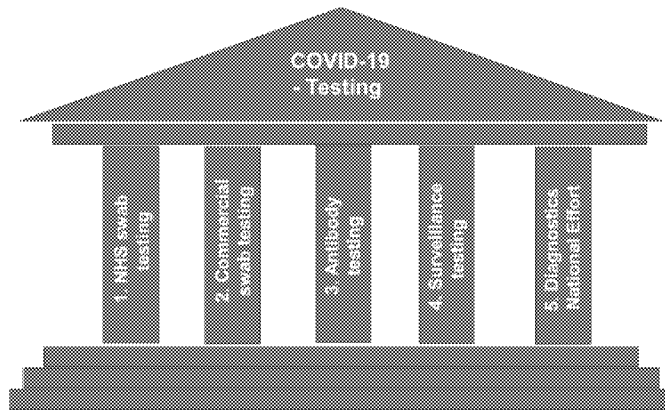 COVID-19
- Testing
1. NHS swab
testing
2. Commercial
swab testing
3. Antibody
testing
4. Surveillance
testing
5. Diagnostics
National Effort